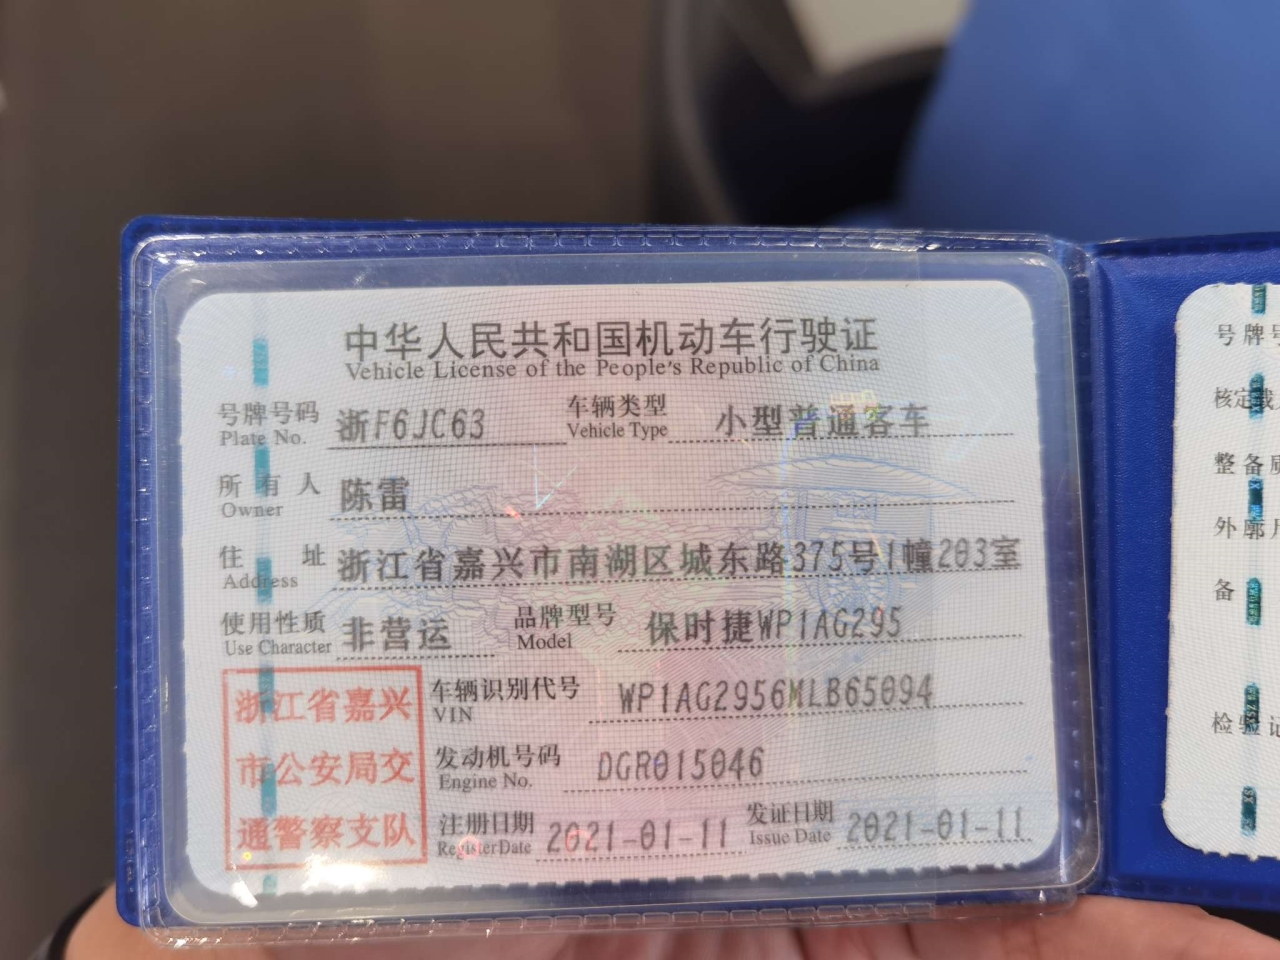 中华人民共和国机动车行驶证
Vehicle License of the People's Republic of China
号牌号码 浙F6JC63 车辆类型 小型普通客车
Plate No. Vehicle Type
所有人 陈雷
Owner
住址 浙江省嘉兴市南湖区城东路375号1幢203室
Address
使用性质 非营运 品牌型号 保时捷WP1AG295
Use Character Model
浙江省嘉兴
市公安局交
通警察支队
车辆识别代号 WP1AG2956MLB65094
VIN
发动机号码 DGR015046
Engine No.
注册日期 2021-01-11 发证日期 2021-01-11
Register Date Issue Date
号牌号
核定载
整备质
外廓尺
备
检验记